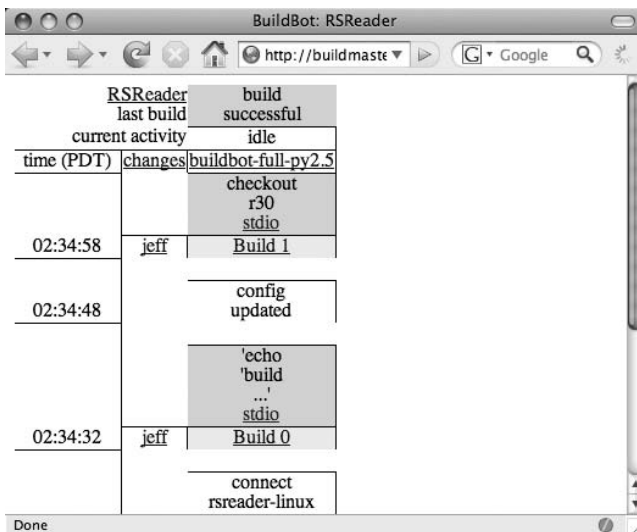 BuildBot: RSReader
http://buildmaste
G Google
RSReader build
last build successful
current activity idle
time (PDT) changes buildbot-full-py2.5
checkout
r30
stdio
02:34:58 jeff Build 1
config
02:34:48 updated
'echo
'build
...'
stdio
02:34:32 jeff Build 0
connect
rsreader-linux
Done